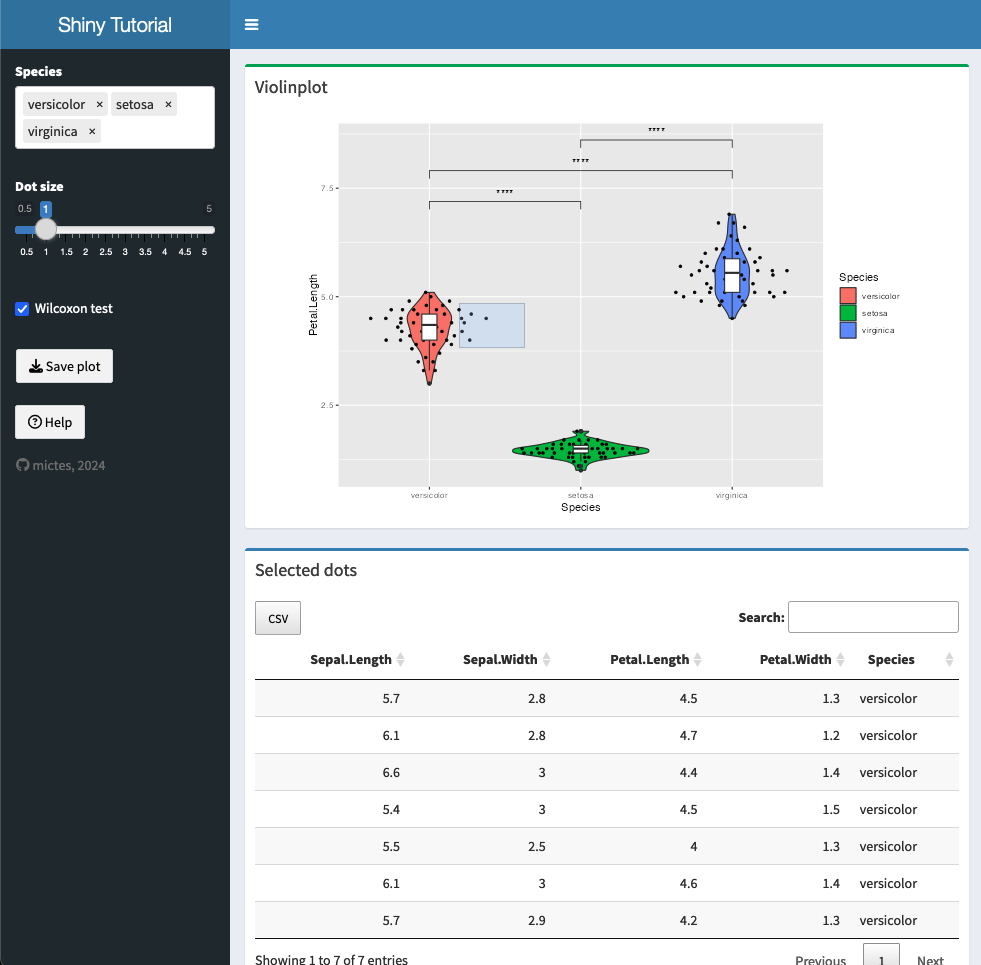 Shiny Tutorial
Species
versicolor × setosa ×
virginica ×
Dot size
0.5 1 5
0.5 1 1.5 2 2.5 3 3.5 4 4.5 5
Wilcoxon test
Save plot
Help
mictes, 2024
Violinplot
****
****
****
7.5
5.0
2.5
Petal.Length
versicolor setosa virginica
Species
Species
versicolor
setosa
virginica
Selected dots
CSV
Search:
Sepal.Length Sepal.Width Petal.Length Petal.Width Species
5.7 2.8 4.5 1.3 versicolor
6.1 2.8 4.7 1.2 versicolor
6.6 3 4.4 1.4 versicolor
5.4 3 4.5 1.5 versicolor
5.5 2.5 4 1.3 versicolor
6.1 3 4.6 1.4 versicolor
5.7 2.9 4.2 1.3 versicolor
Showing 1 to 7 of 7 entries
Previous 1 Next